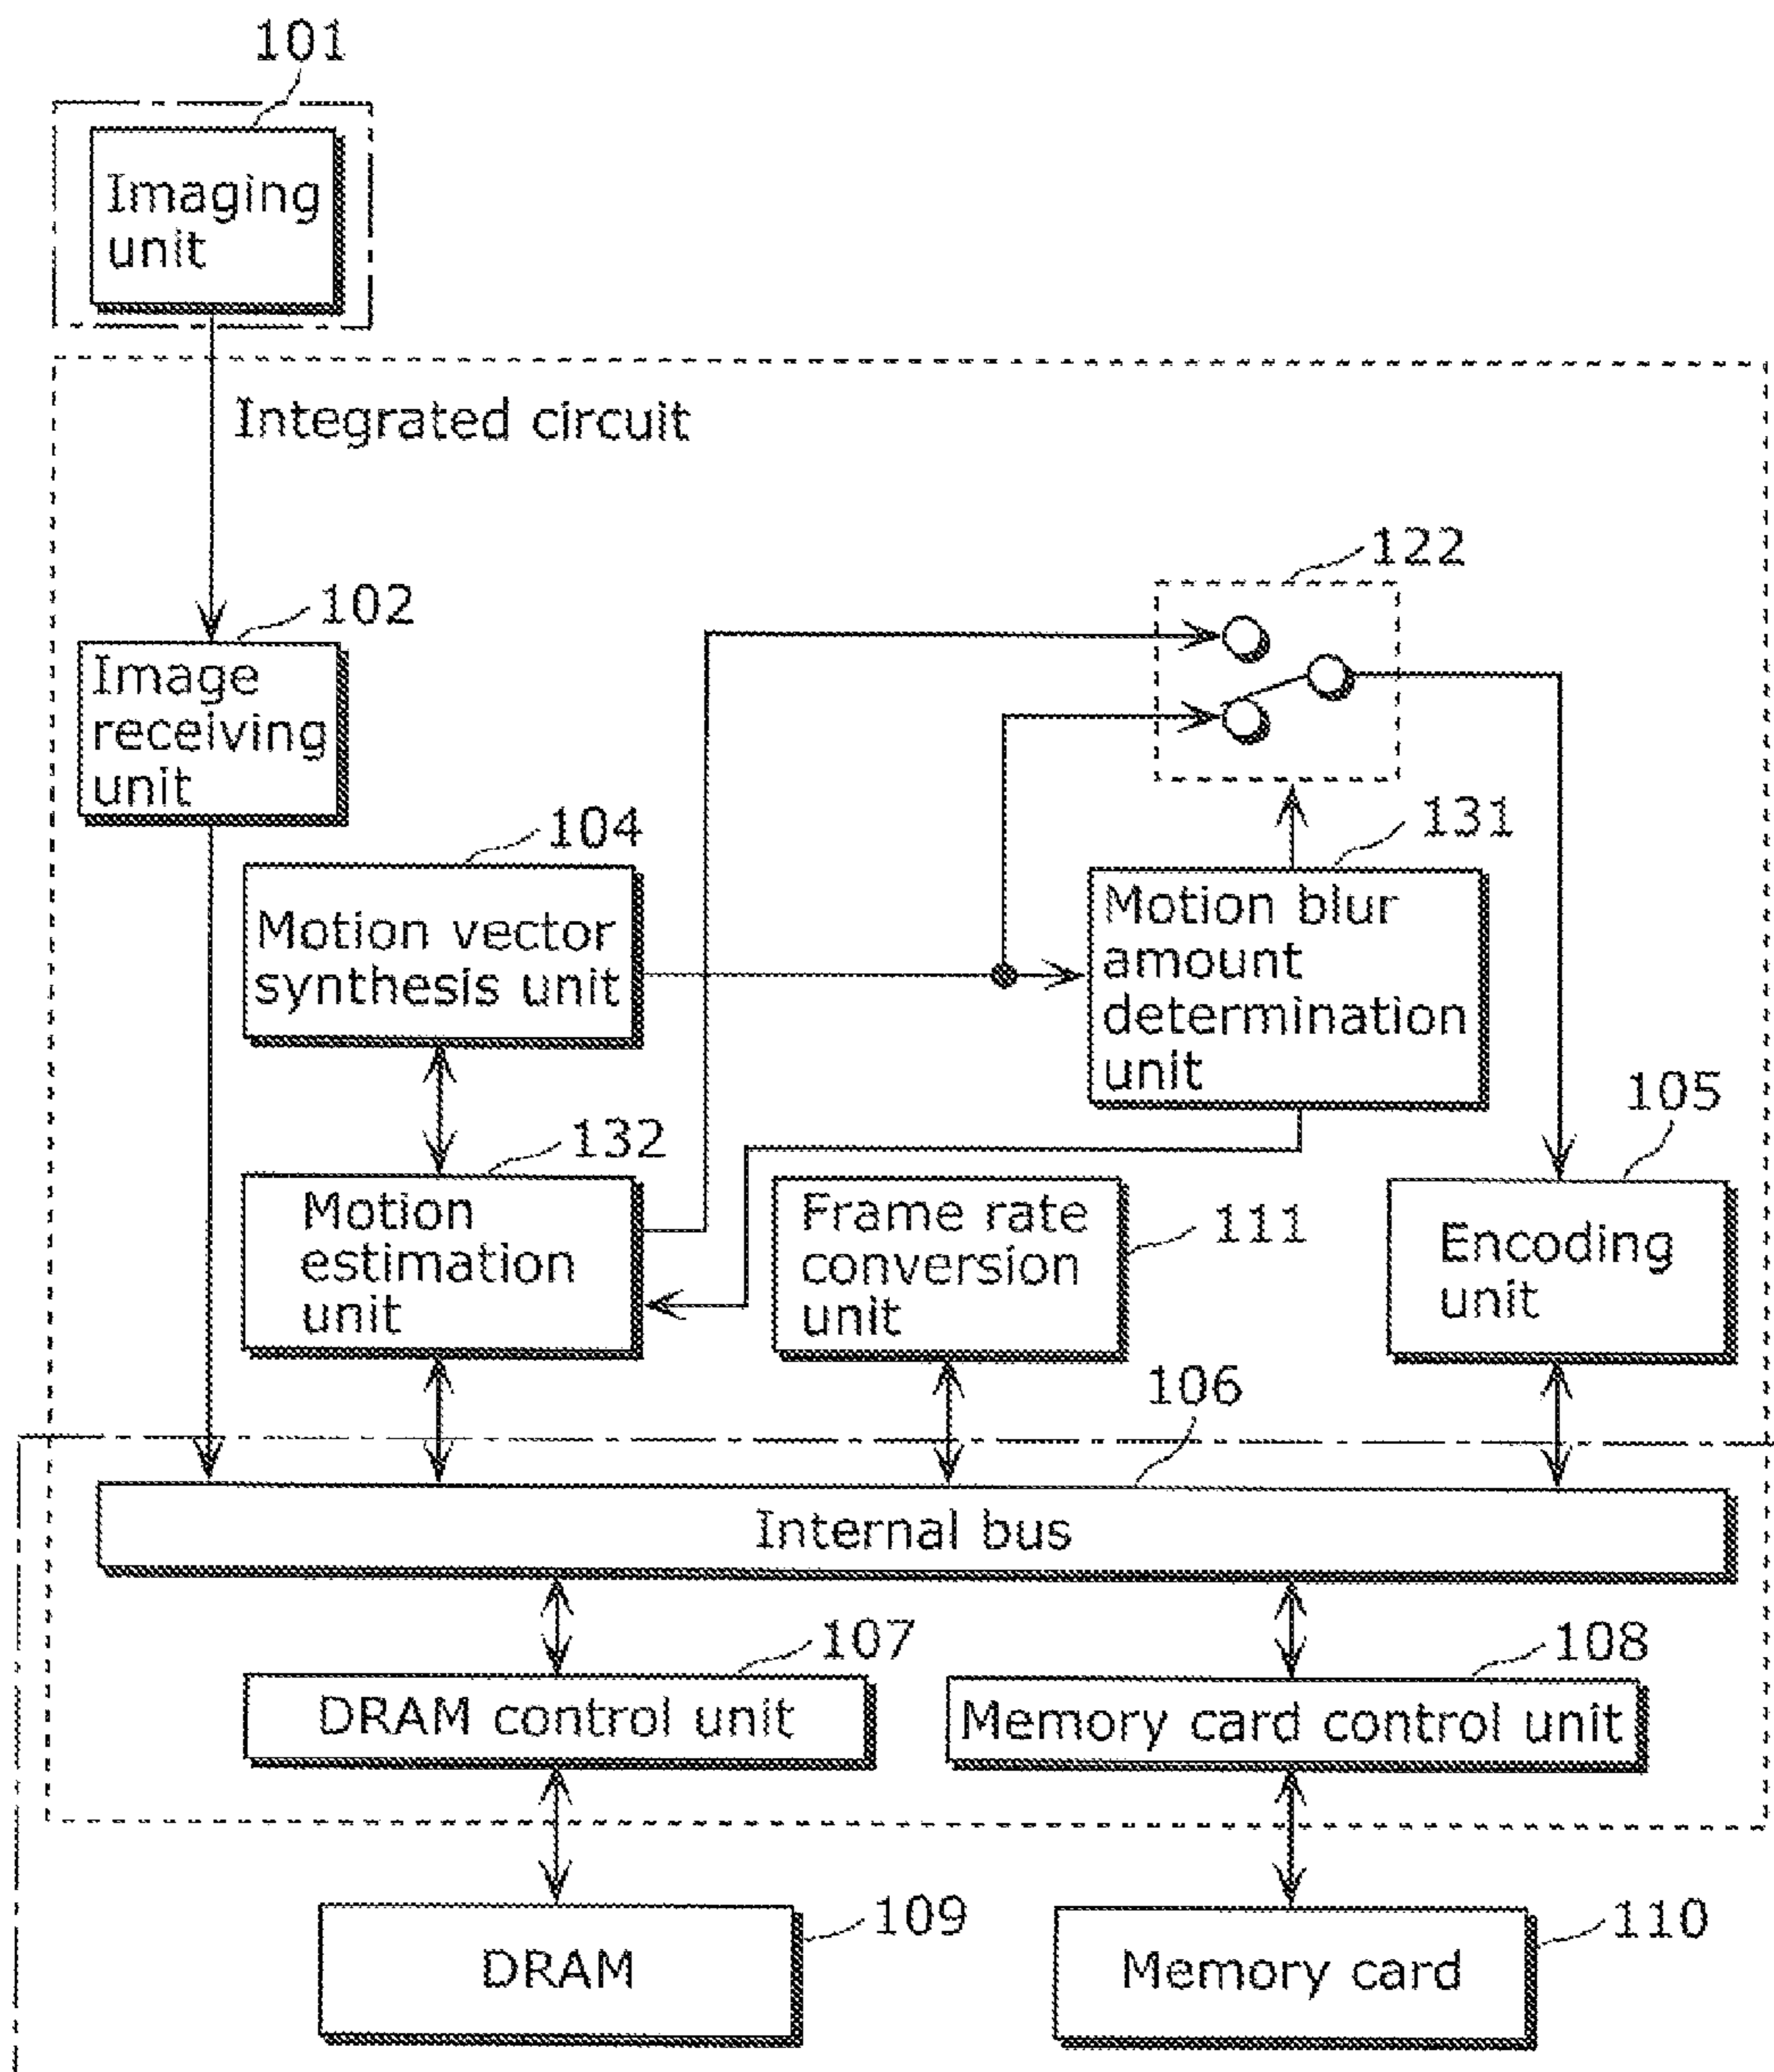 101
Imaging
unit
Integrated circuit
122
102
Image
receiving
unit
104
131
Motion vector
synthesis unit
Motion blur
amount
determination
unit
105
132
Motion
estimation
unit
Frame rate
conversion
unit
111
Encoding
unit
106
Internal bus
107
108
DRAM control unit
Memory card control unit
109
110
DRAM
Memory card